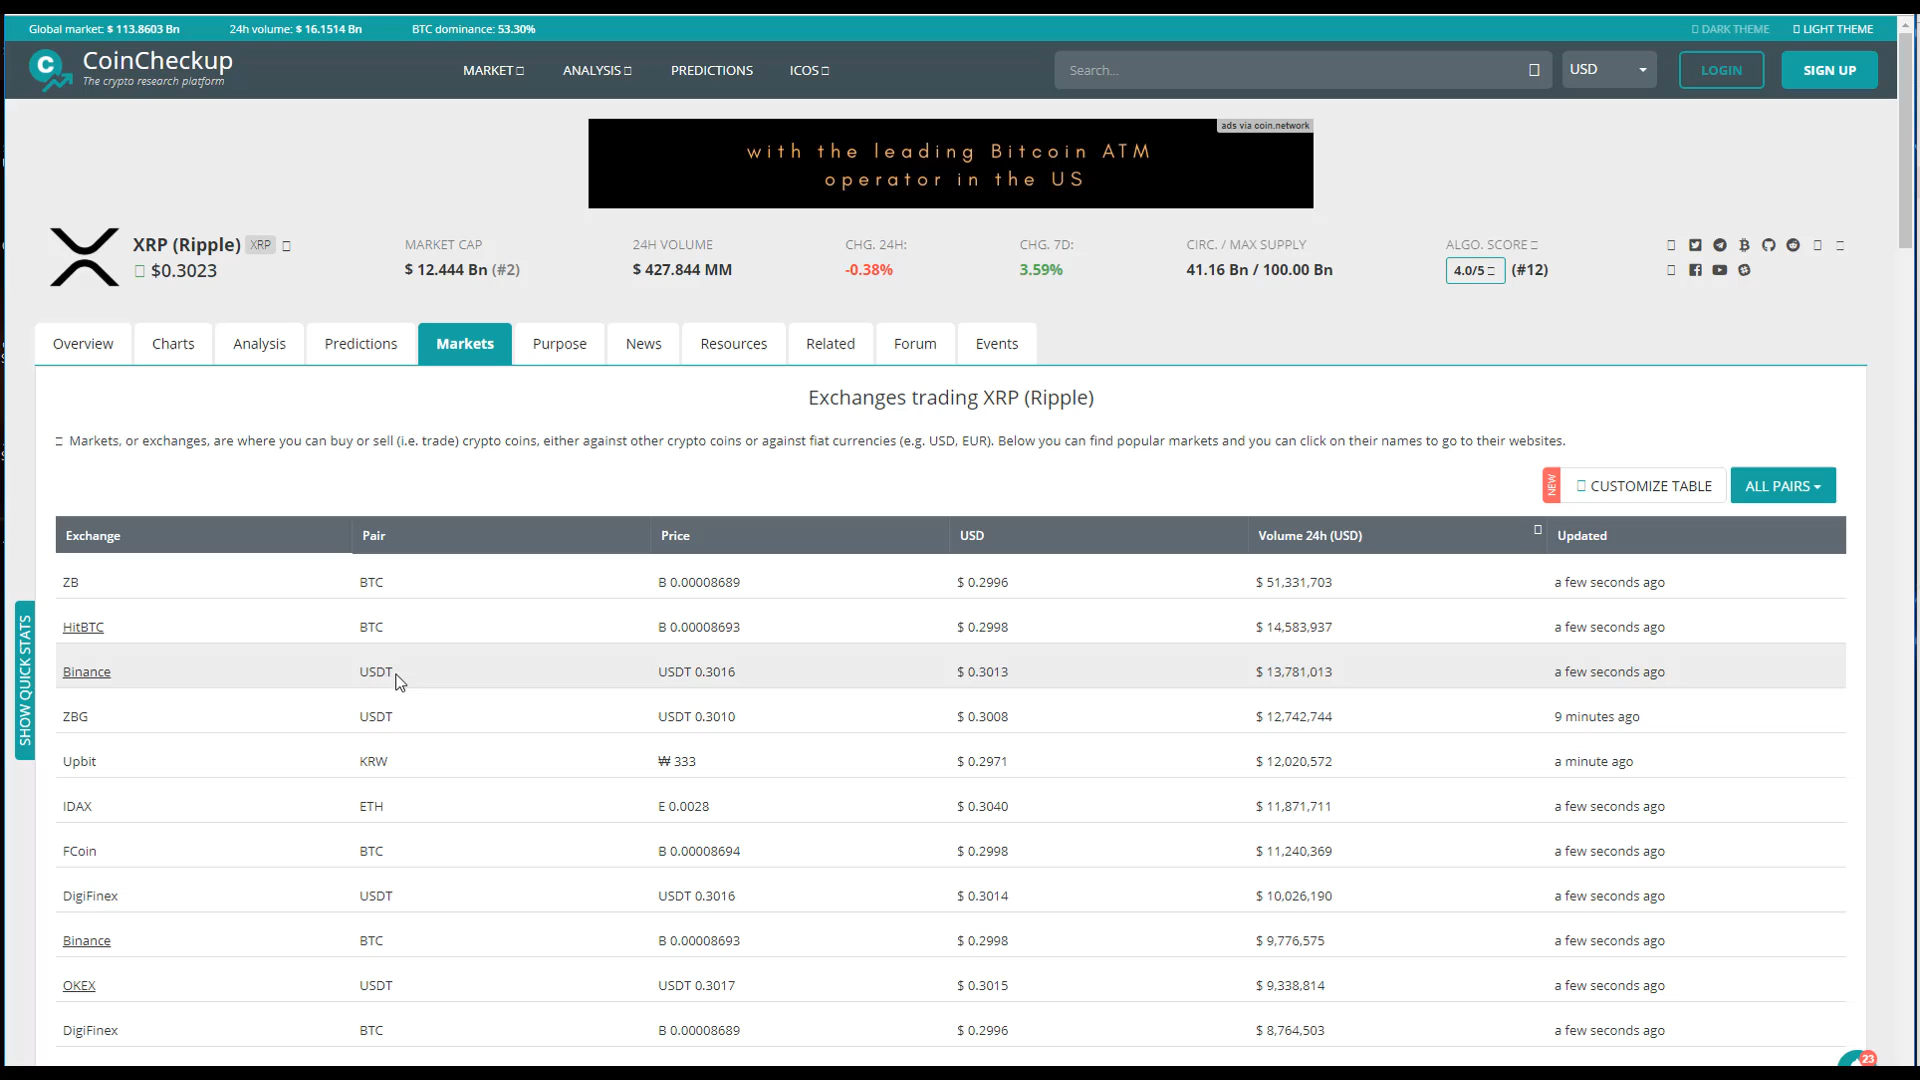 Global market: $ 113.8603 Bn 24h volume: $ 16.1514 Bn BTC dominance: 53.30% DARK THEME LIGHT THEME
CoinCheckup
The crypto research platform
MARKET ANALYSIS PREDICTIONS ICOS Search... USD LOGIN SIGN UP
ads via coin.network
with the leading Bitcoin ATM
operator in the US
XRP (Ripple) XRP MARKET CAP 24H VOLUME CHG. 24H: CHG. 7D: CIRC. / MAX SUPPLY ALGO. SCORE
$0.3023 $ 12.444 Bn (#2) $ 427.844 MM -0.38% 3.59% 41.16 Bn / 100.00 Bn 4.0/5 (#12)
Overview Charts Analysis Predictions Markets Purpose News Resources Related Forum Events
Exchanges trading XRP (Ripple)
Markets, or exchanges, are where you can buy or sell (i.e. trade) crypto coins, either against other crypto coins or against fiat currencies (e.g. USD, EUR). Below you can find popular markets and you can click on their names to go to their websites.
NEW CUSTOMIZE TABLE ALL PAIRS
Exchange Pair Price USD Volume 24h (USD) Updated
ZB BTC B 0.00008689 $ 0.2996 $ 51,331,703 a few seconds ago
HitBTC BTC B 0.00008693 $ 0.2998 $ 14,583,937 a few seconds ago
Binance USDT USDT 0.3016 $ 0.3013 $ 13,781,013 a few seconds ago
ZBG USDT USDT 0.3010 $ 0.3008 $ 12,742,744 9 minutes ago
Upbit KRW ₩ 333 $ 0.2971 $ 12,020,572 a minute ago
IDAX ETH E 0.0028 $ 0.3040 $ 11,871,711 a few seconds ago
FCoin BTC B 0.00008694 $ 0.2998 $ 11,240,369 a few seconds ago
DigiFinex USDT USDT 0.3016 $ 0.3014 $ 10,026,190 a few seconds ago
Binance BTC B 0.00008693 $ 0.2998 $ 9,776,575 a few seconds ago
OKEX USDT USDT 0.3017 $ 0.3015 $ 9,338,814 a few seconds ago
DigiFinex BTC B 0.00008689 $ 0.2996 $ 8,764,503 a few seconds ago
SHOW QUICK STATS
23